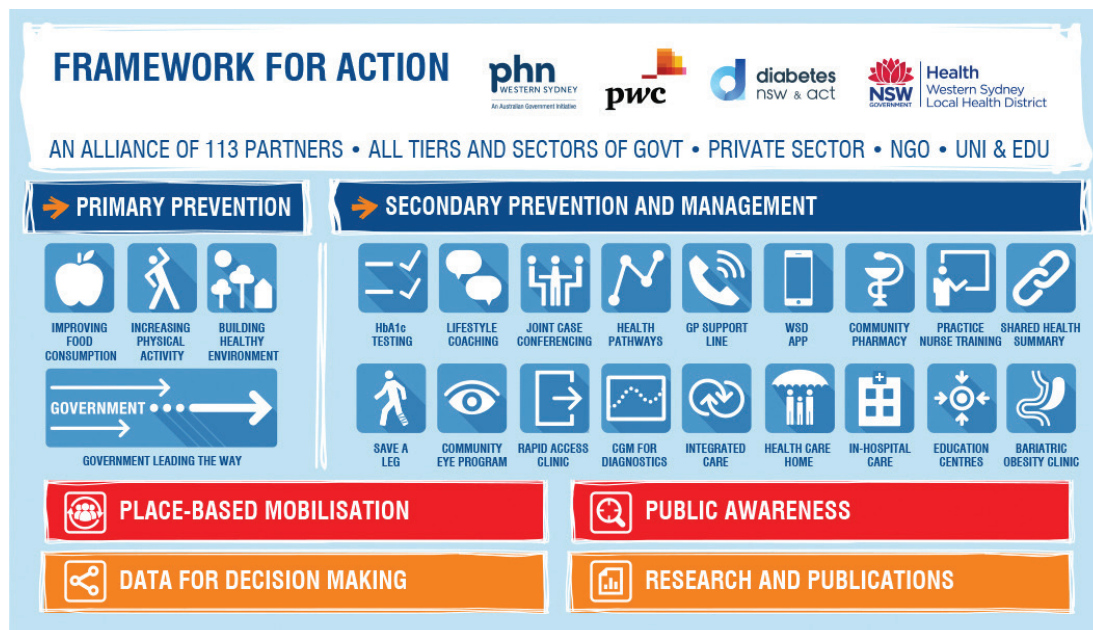 FRAMEWORK FOR ACTION
phn
WESTERN SYDNEY
An Australian Government Initiative
pwc
diabetes
nsw & act
NSW
GOVERNMENT
Health
Western Sydney
Local Health District
AN ALLIANCE OF 113 PARTNERS • ALL TIERS AND SECTORS OF GOVT • PRIVATE SECTOR • NGO • UNI & EDU
PRIMARY PREVENTION
IMPROVING
FOOD
CONSUMPTION
INCREASING
PHYSICAL
ACTIVITY
BUILDING
HEALTHY
ENVIRONMENT
GOVERNMENT
GOVERNMENT LEADING THE WAY
SECONDARY PREVENTION AND MANAGEMENT
HbA1c
TESTING
LIFESTYLE
COACHING
JOINT CASE
CONFERENCING
HEALTH
PATHWAYS
GP SUPPORT
LINE
WSD
APP
COMMUNITY
PHARMACY
PRACTICE
NURSE TRAINING
SHARED HEALTH
SUMMARY
SAVE A
LEG
COMMUNITY
EYE PROGRAM
RAPID ACCESS
CLINIC
CGM FOR
DIAGNOSTICS
INTEGRATED
CARE
HEALTH CARE
HOME
IN-HOSPITAL
CARE
EDUCATION
CENTRES
BARIATRIC
OBESITY CLINIC
PLACE-BASED MOBILISATION
PUBLIC AWARENESS
DATA FOR DECISION MAKING
RESEARCH AND PUBLICATIONS